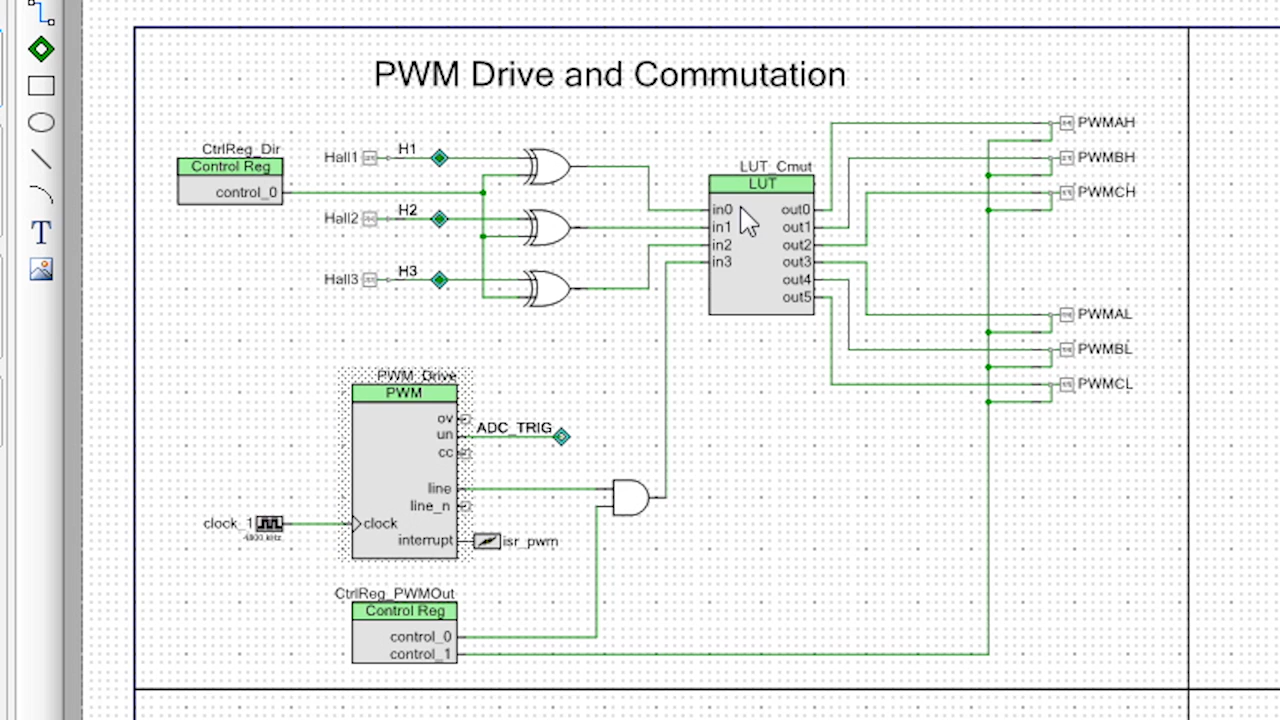 PWM Drive and Commutation
CtrlReg_Dir
Control Reg
control_0
Hall1
H1
Hall2
H2
Hall3
H3
LUT_Cmut
LUT
in0
in1
in2
in3
out0
out1
out2
out3
out4
out5
PWMAH
PWMBH
PWMCH
PWMAL
PWMBL
PWMCL
PWM_Drive
PWM
ov
un
cc
line
line_n
clock
interrupt
ADC_TRIG
clock_1
isr_pwm
CtrlReg_PWMOut
Control Reg
control_0
control_1
T